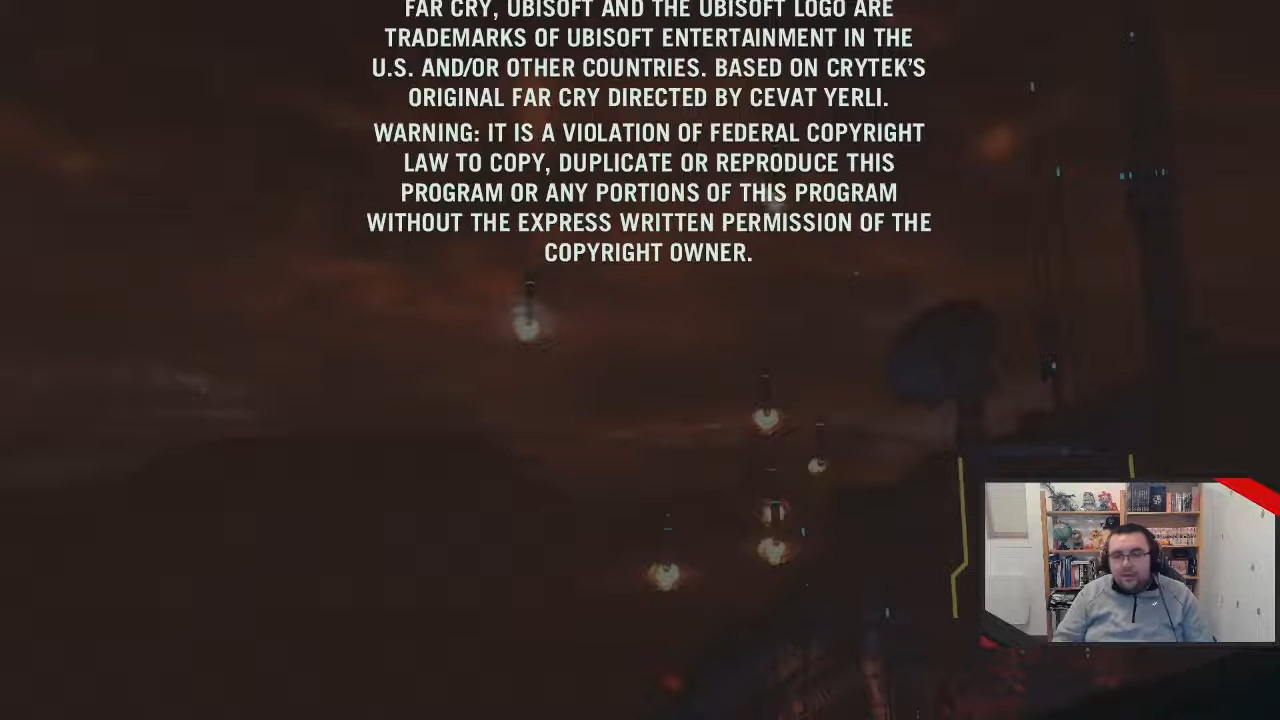 FAR CRY, UBISOFT AND THE UBISOFT LOGO ARE
TRADEMARKS OF UBISOFT ENTERTAINMENT IN THE
U.S. AND/OR OTHER COUNTRIES. BASED ON CRYTEK'S
ORIGINAL FAR CRY DIRECTED BY CEVAT YERLI.
WARNING: IT IS A VIOLATION OF FEDERAL COPYRIGHT
LAW TO COPY, DUPLICATE OR REPRODUCE THIS
PROGRAM OR ANY PORTIONS OF THIS PROGRAM
WITHOUT THE EXPRESS WRITTEN PERMISSION OF THE
COPYRIGHT OWNER.